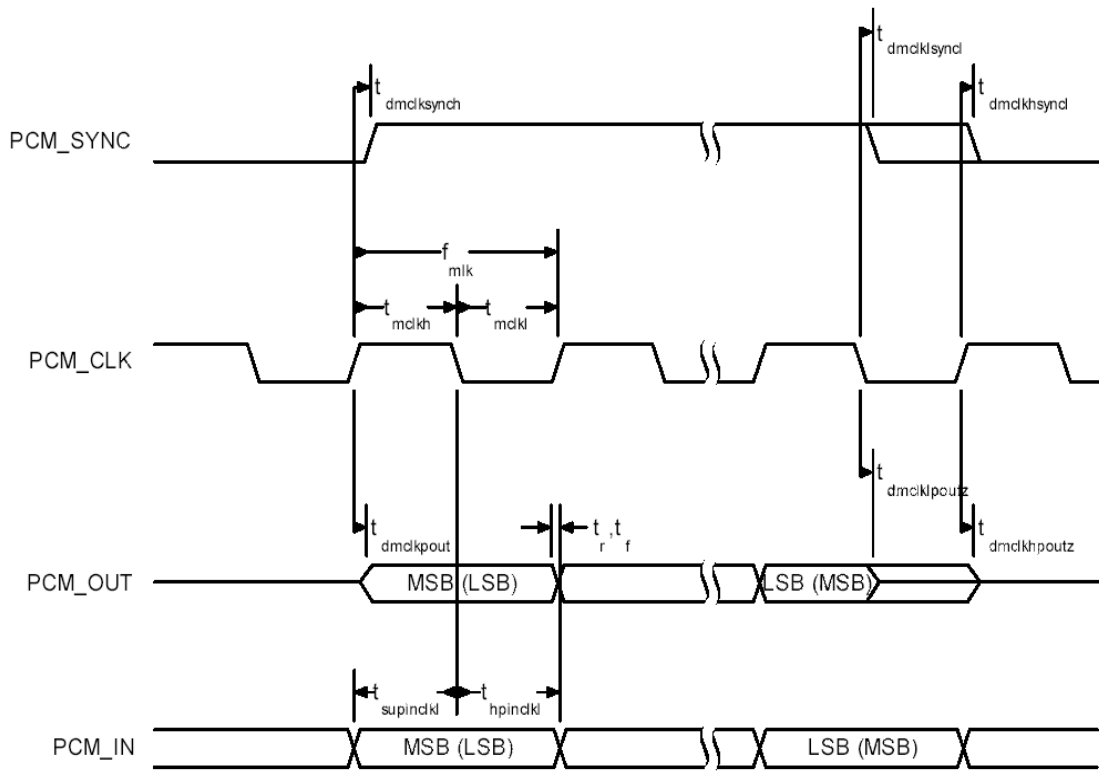 t dmclklsyncl
t dmclksynch
t dmclkhsyncl
PCM_SYNC
f mlk
t mclkh
t mclkl
PCM_CLK
t dmclklpoutz
t dmclkpout
t r ,t f
t dmclkhpoutz
PCM_OUT
MSB (LSB)
LSB (MSB)
t supinclkl
t hpinclkl
PCM_IN
MSB (LSB)
LSB (MSB)